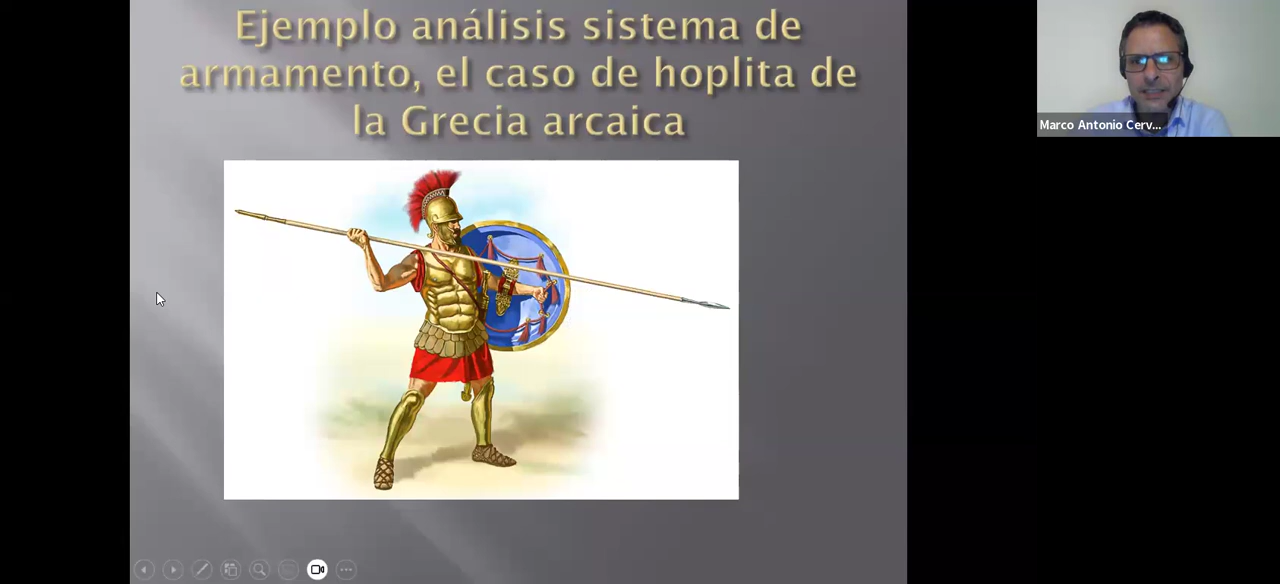 Ejemplo análisis sistema de
armamento, el caso de hoplita de
la Grecia arcaica
Marco Antonio Cerv...